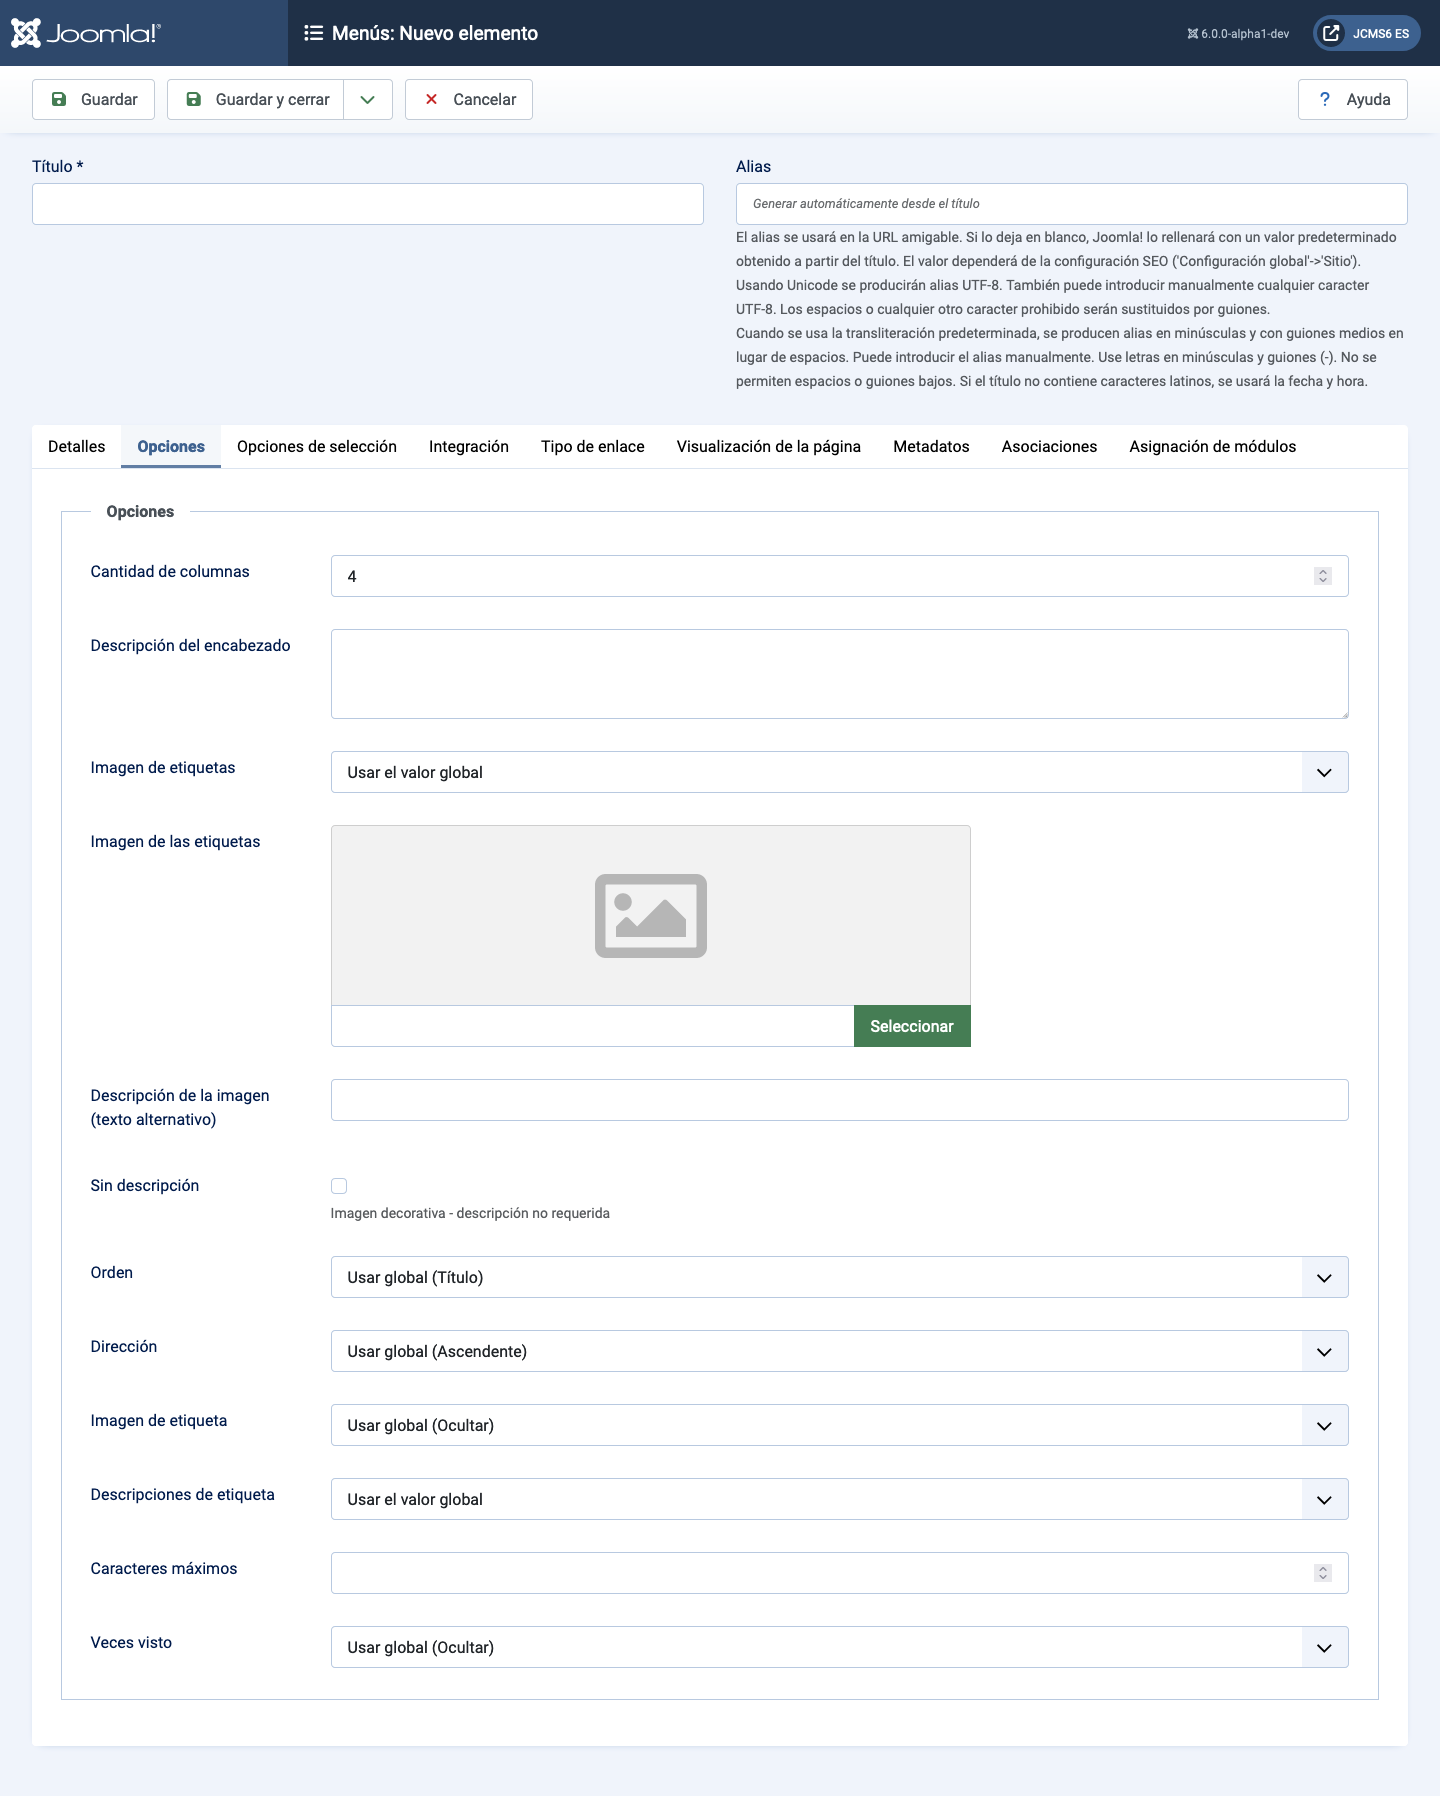 Joomla!®
Menús: Nuevo elemento
6.0.0-alpha1-dev
JCMS6 ES
Guardar
Guardar y cerrar
Cancelar
? Ayuda
Título *
Alias
Generar automáticamente desde el título
El alias se usará en la URL amigable. Si lo deja en blanco, Joomla! lo rellenará con un valor predeterminado
obtenido a partir del título. El valor dependerá de la configuración SEO ('Configuración global'->'Sitio').
Usando Unicode se producirán alias UTF-8. También puede introducir manualmente cualquier caracter
UTF-8. Los espacios o cualquier otro caracter prohibido serán sustituidos por guiones.
Cuando se usa la transliteración predeterminada, se producen alias en minúsculas y con guiones medios en
lugar de espacios. Puede introducir el alias manualmente. Use letras en minúsculas y guiones (-). No se
permiten espacios o guiones bajos. Si el título no contiene caracteres latinos, se usará la fecha y hora.
Detalles
Opciones
Opciones de selección
Integración
Tipo de enlace
Visualización de la página
Metadatos
Asociaciones
Asignación de módulos
Opciones
Cantidad de columnas
4
Descripción del encabezado
Imagen de etiquetas
Usar el valor global
Imagen de las etiquetas
Seleccionar
Descripción de la imagen
(texto alternativo)
Sin descripción
Imagen decorativa - descripción no requerida
Orden
Usar global (Título)
Dirección
Usar global (Ascendente)
Imagen de etiqueta
Usar global (Ocultar)
Descripciones de etiqueta
Usar el valor global
Caracteres máximos
Veces visto
Usar global (Ocultar)